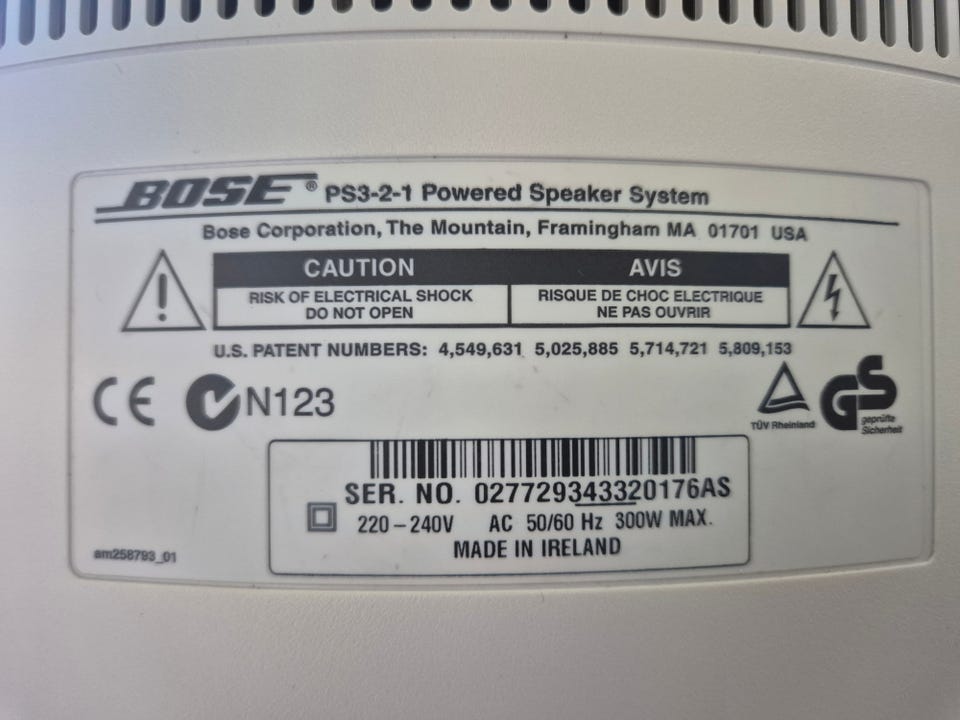 BOSE® PS3-2-1 Powered Speaker System
Bose Corporation, The Mountain, Framingham MA 01701 USA
CAUTION
RISK OF ELECTRICAL SHOCK
DO NOT OPEN
AVIS
RISQUE DE CHOC ELECTRIQUE
NE PAS OUVRIR
U.S. PATENT NUMBERS: 4,549,631 5,025,885 5,714,721 5,809,153
CE N123
TÜV Rheinland
GS
geprüfte
Sicherheit
SER. NO. 027729343320176AS
220-240V AC 50/60 Hz 300W MAX.
MADE IN IRELAND
am258793_01